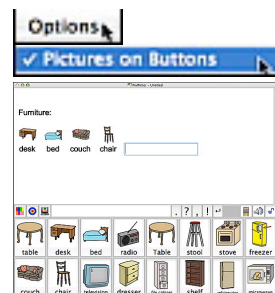 Options
✓ Pictures on Buttons
Furniture:
desk bed couch chair
. , ? , !
table desk bed radio Table stool stove freezer
couch chair television dresser shelf